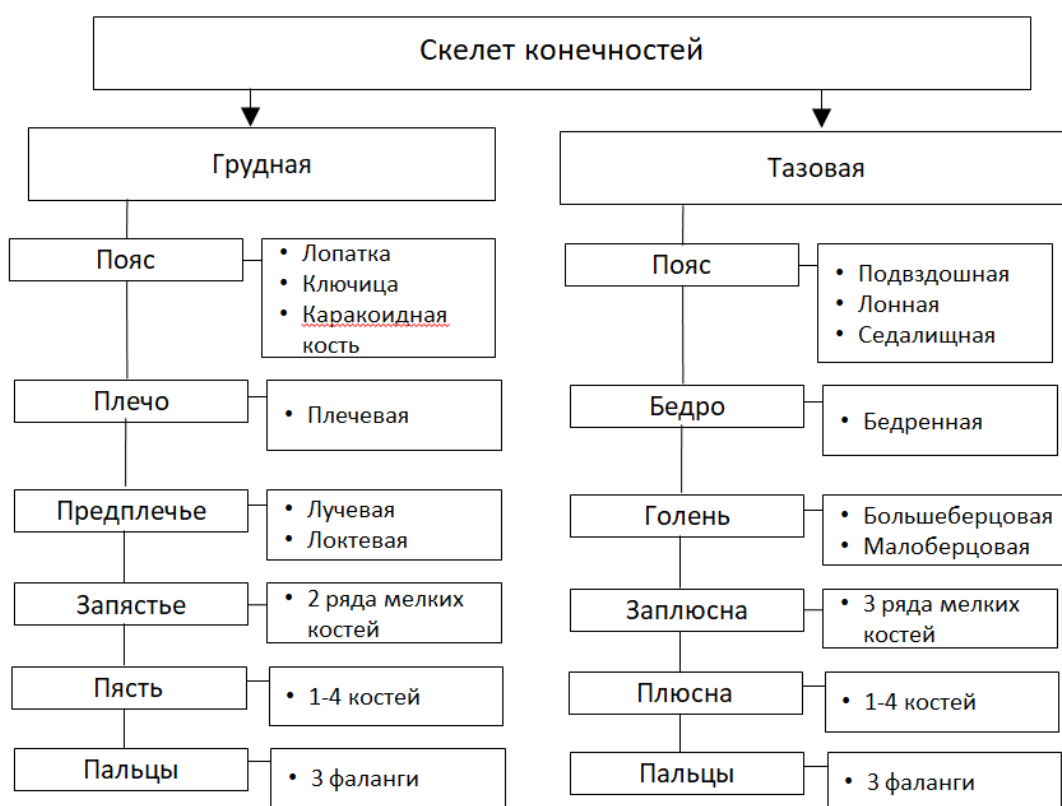 Скелет конечностей
Грудная
Пояс
• Лопатка
• Ключица
• Каракоидная
кость
Плечо
• Плечевая
Предплечье
• Лучевая
• Локтевая
Запястье
• 2 ряда мелких
костей
Пясть
• 1-4 костей
Пальцы
• 3 фаланги
Тазовая
Пояс
• Подвздошная
• Лонная
• Седалищная
Бедро
• Бедренная
Голень
• Большеберцовая
• Малоберцовая
Заплюсна
• 3 ряда мелких
костей
Плюсна
• 1-4 костей
Пальцы
• 3 фаланги